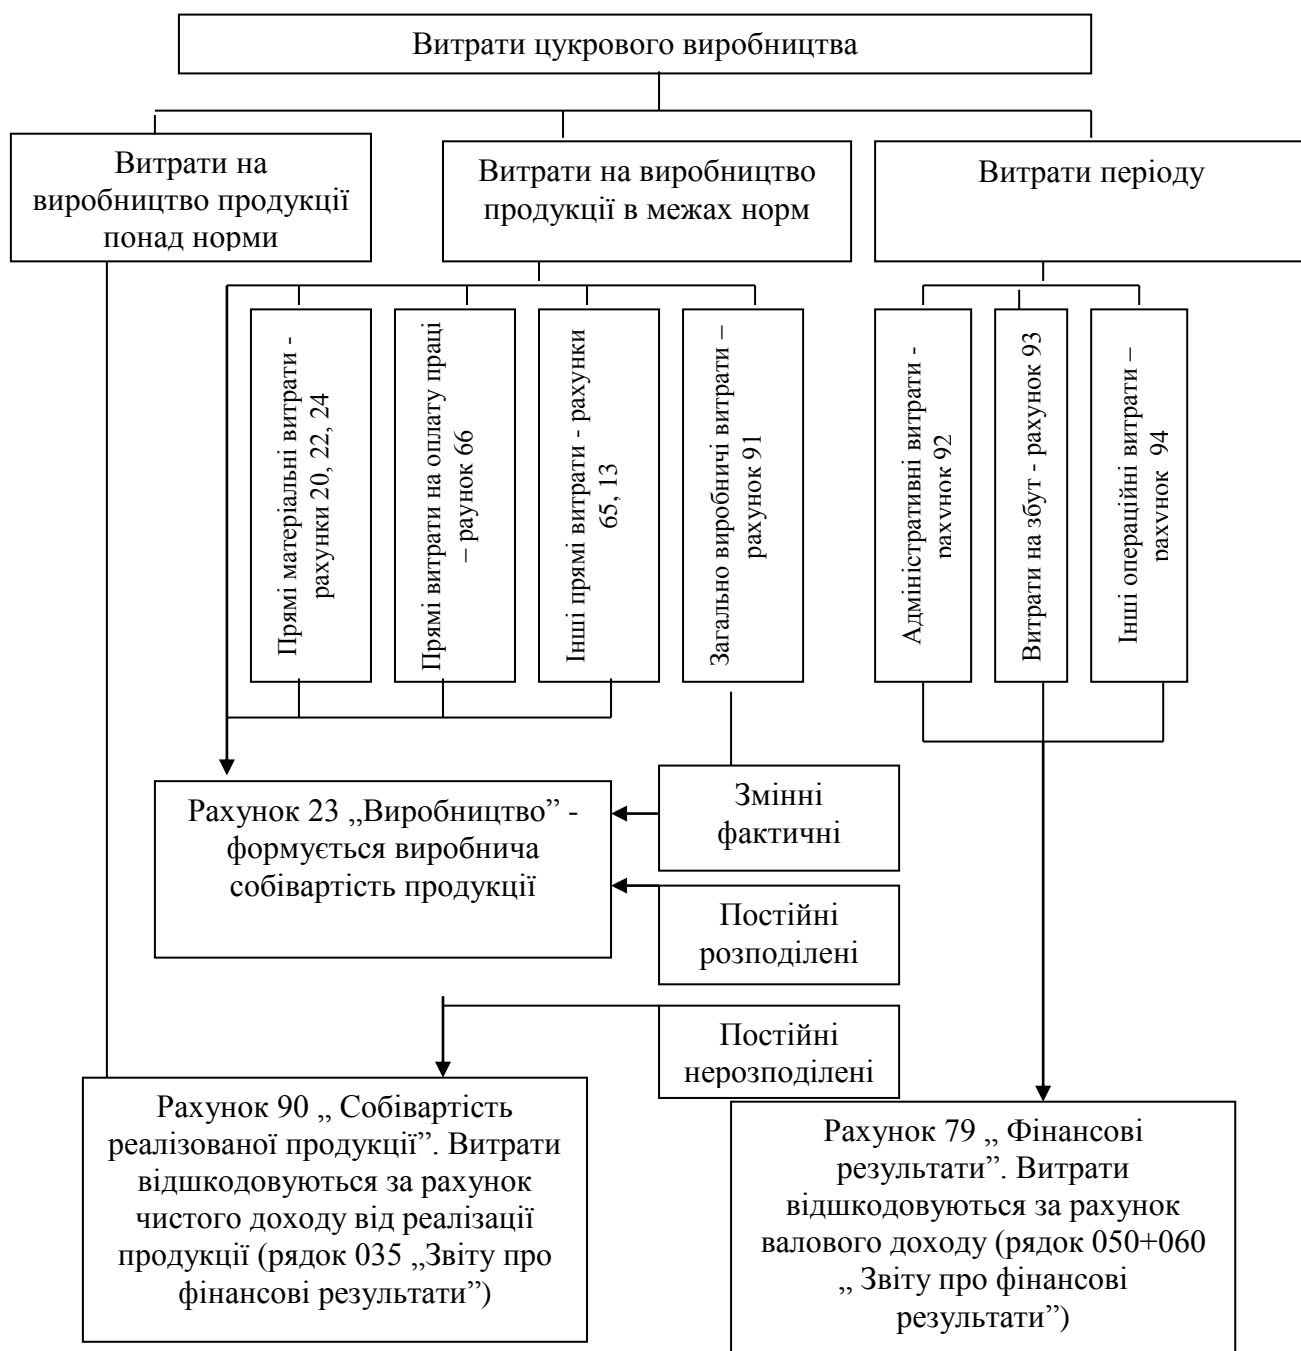 Витрати цукрового виробництва
Витрати на
виробництво продукції
понад норми
Витрати на виробництво
продукції в межах норм
Витрати періоду
Прямі матеріальні витрати -
рахунки 20, 22, 24
Прямі витрати на оплату праці
– раунок 66
Інші прямі витрати - рахунки
65, 13
Загально виробничі витрати –
рахунок 91
Адміністративні витрати -
рахунок 92
Витрати на збут - рахунок 93
Інші операційні витрати –
рахунок 94
Рахунок 23 „Виробництво” -
формується виробнича
собівартість продукції
Змінні
фактичні
Постійні
розподілені
Постійні
нерозподілені
Рахунок 90 „ Собівартість
реалізованої продукції”. Витрати
відшкодовуються за рахунок
чистого доходу від реалізації
продукції (рядок 035 „Звіту про
фінансові результати”)
Рахунок 79 „ Фінансові
результати”. Витрати
відшкодовуються за рахунок
валового доходу (рядок 050+060
„ Звіту про фінансові
результати”)